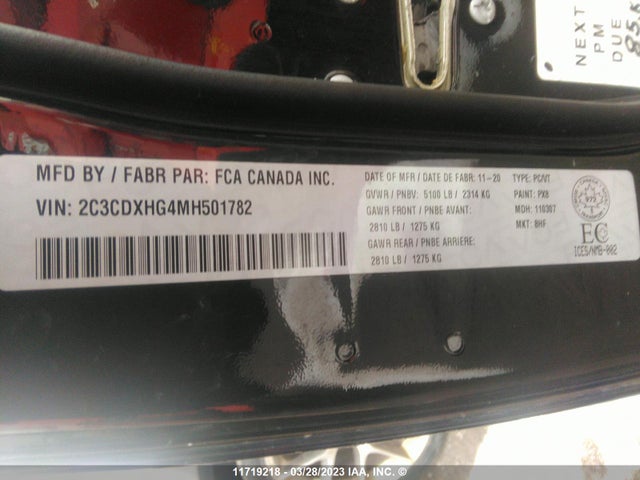 NEXT
PM
DUE
85K
MFD BY / FABR PAR: FCA CANADA INC.
VIN: 2C3CDXHG4MH501782
DATE OF MFR / DATE DE FABR: 11-20 TYPE: PC/VT
GVWR / PNBV: 5100 LB / 2314 KG PAINT: PX8
GAWR FRONT / PNBE AVANT: MDH: 110307
2810 LB / 1275 KG MKT: BHF
GAWR REAR / PNBE ARRIERE:
2810 LB / 1275 KG
EC
ICES/NMB-002
11719218 - 03/28/2023 IAA, INC.©